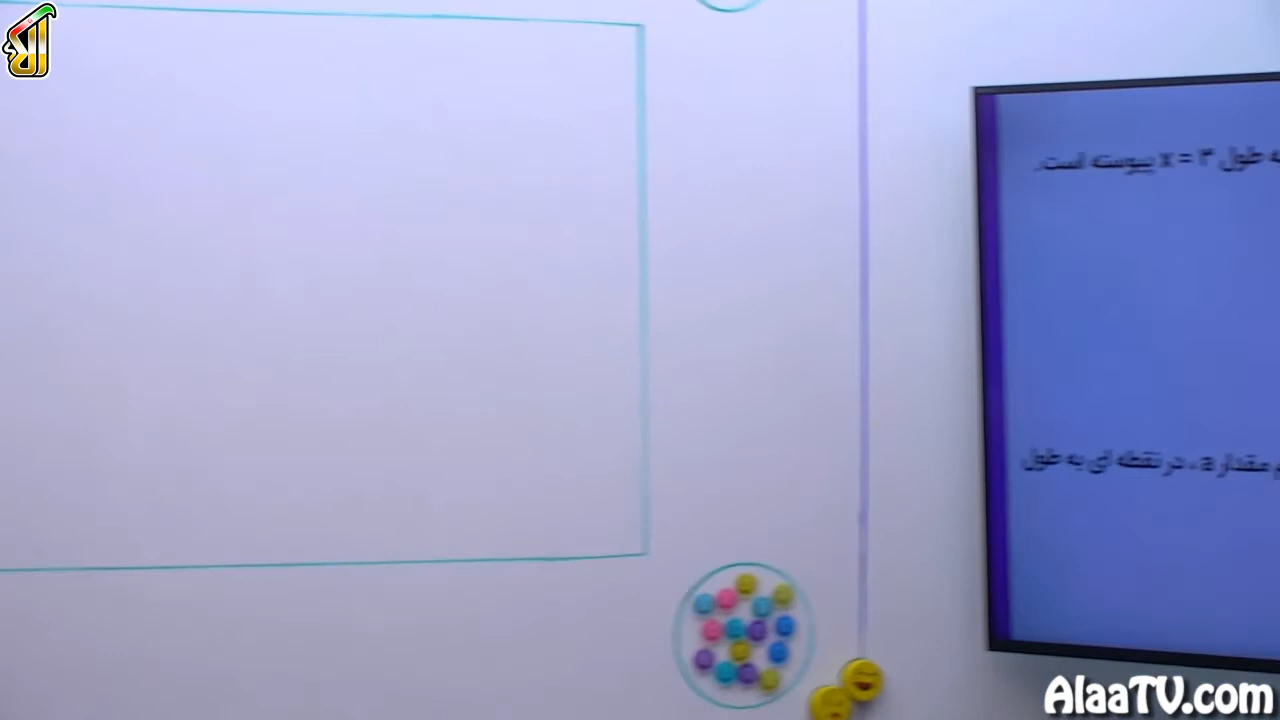 ه طول x = ۳ پیوسته است.
مقدار a ، در نقطه ای به طول
AlaaTV.com